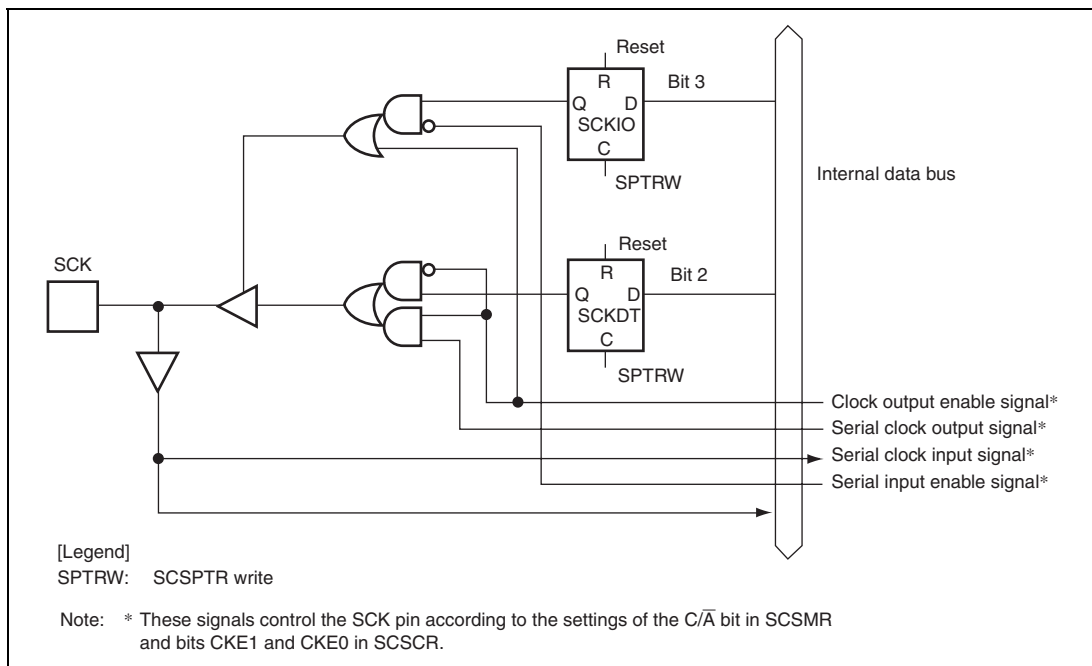 Reset
R
Bit 3
Q D
SCKIO
C
SPTRW
Internal data bus
Reset
SCK
R
Bit 2
Q D
SCKDT
C
SPTRW
Clock output enable signal*
Serial clock output signal*
Serial clock input signal*
Serial input enable signal*
[Legend]
SPTRW: SCSPTR write
Note: * These signals control the SCK pin according to the settings of the C/A̅ bit in SCSMR
and bits CKE1 and CKE0 in SCSCR.